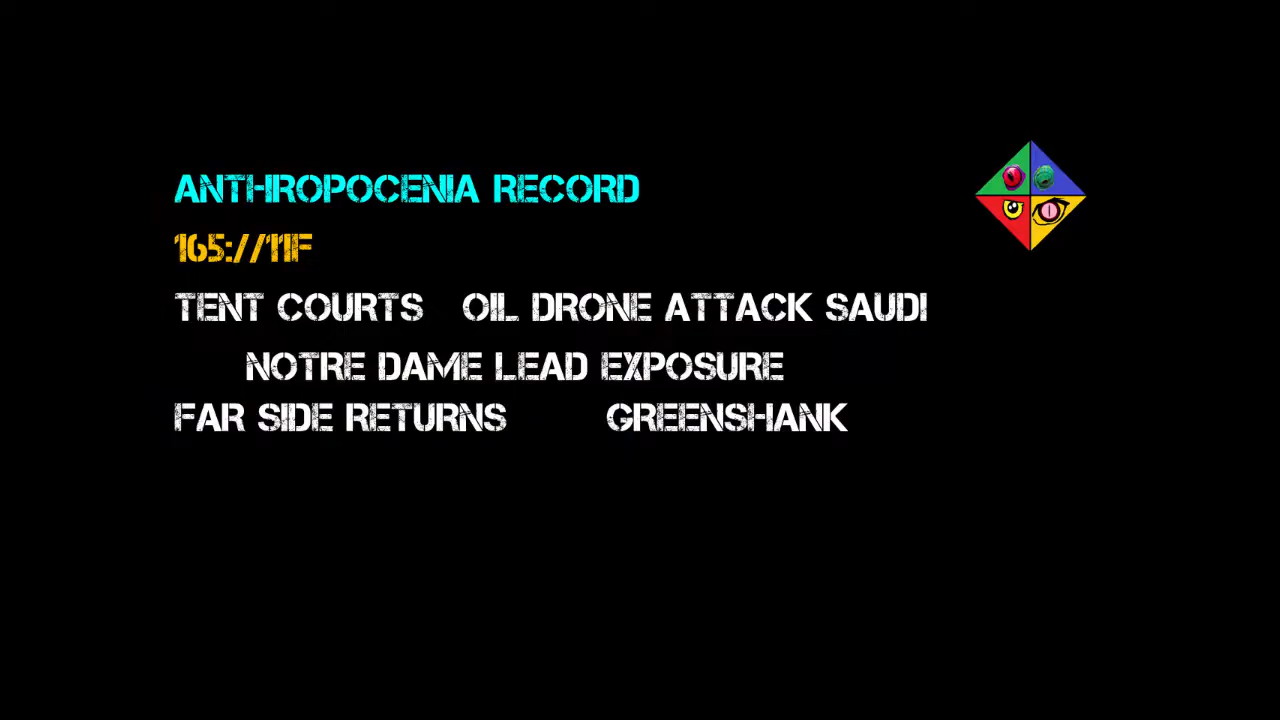 ANTHROPOCENIA RECORD
165://11F
TENT COURTS OIL DRONE ATTACK SAUDI
NOTRE DAME LEAD EXPOSURE
FAR SIDE RETURNS GREENSHANK